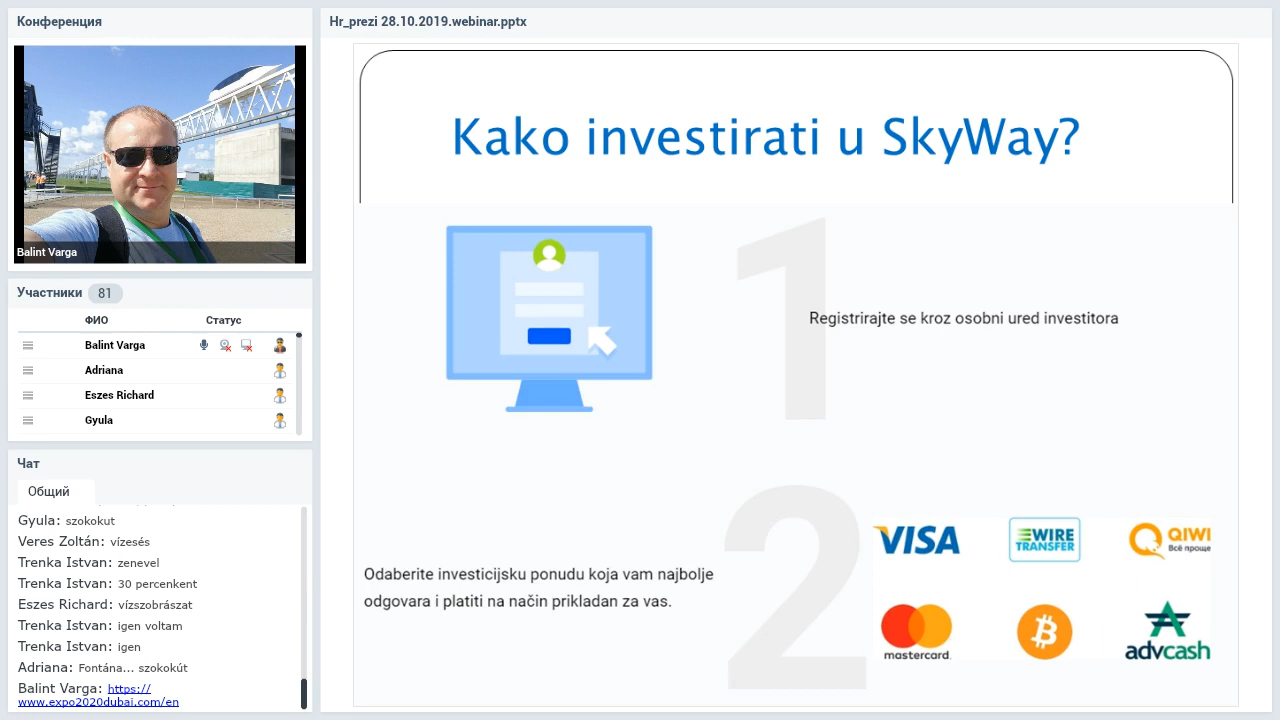 Конференция
Balint Varga
Участники 81
ФИО Статус
Balint Varga
Adriana
Eszes Richard
Gyula
Чат
Общий
Gyula: szokokut
Veres Zoltán: vízesés
Trenka Istvan: zenevel
Trenka Istvan: 30 percenkent
Eszes Richard: vízszobrászat
Trenka Istvan: igen voltam
Trenka Istvan: igen
Adriana: Fontána... szokokút
Balint Varga: https://
www.expo2020dubai.com/en
Hr_prezi 28.10.2019.webinar.pptx
Kako investirati u SkyWay?
1
Registrirajte se kroz osobni ured investitora
2
Odaberite investicijsku ponudu koja vam najbolje
odgovara i platiti na način prikladan za vas.
VISA
WIRE
TRANSFER
QIWI
Всё проще
mastercard.
advcash